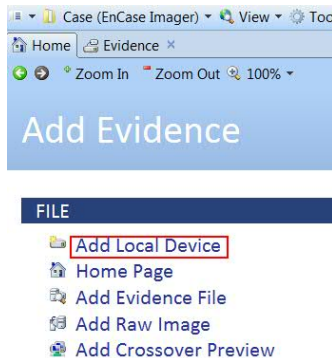 Case (EnCase Imager) View Too
Home Evidence ×
Zoom In Zoom Out 100%
Add Evidence
FILE
Add Local Device
Home Page
Add Evidence File
Add Raw Image
Add Crossover Preview